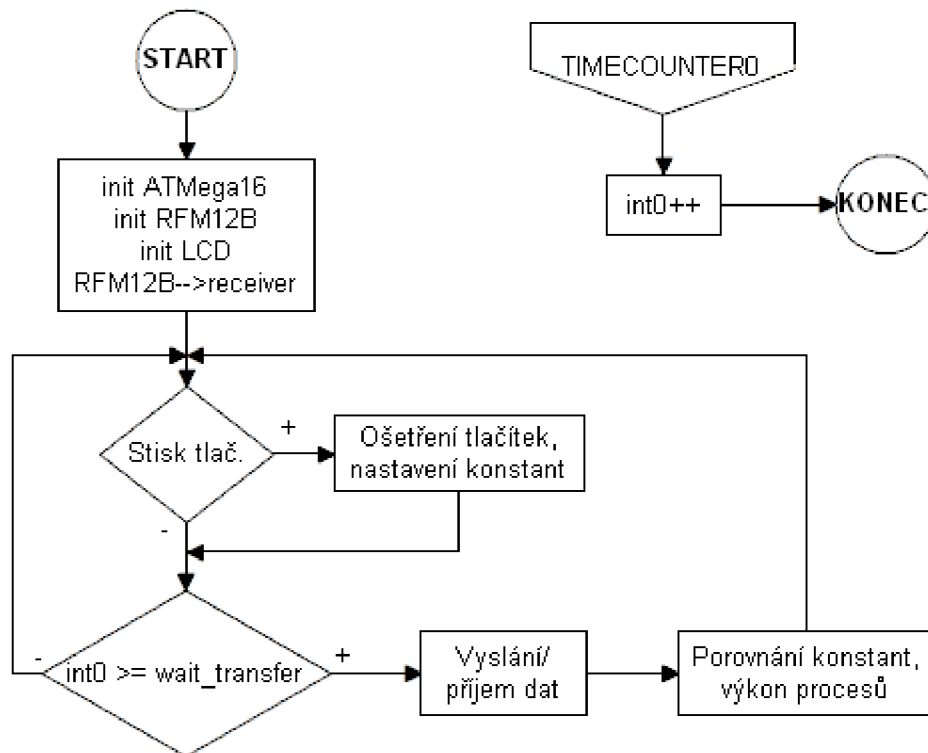 START
TIMECOUNTER0
init ATMega16
init RFM12B
init LCD
RFM12B-->receiver
int0++
KONEC
Stisk tlač.
+
Ošetření tlačítek,
nastavení konstant
-
-
int0 >= wait_transfer
+
Vyslání/
příjem dat
Porovnání konstant,
výkon procesů